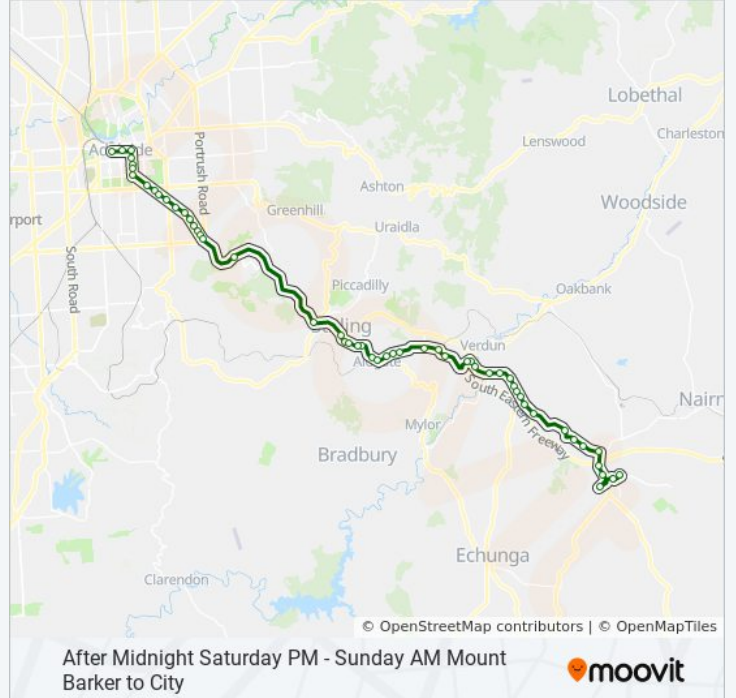 Lobethal
Charleston
Lenswood
Portrush Road
Adelaide
Ashton
Woodside
Greenhill
rport
Uraidla
South Road
Piccadilly
Oakbank
Stirling
Verdun
Aldgate
South Eastern Freeway
Nairn
Mylor
Bradbury
Echunga
Clarendon
© OpenStreetMap contributors | © OpenMapTiles
After Midnight Saturday PM - Sunday AM Mount
Barker to City
moovit